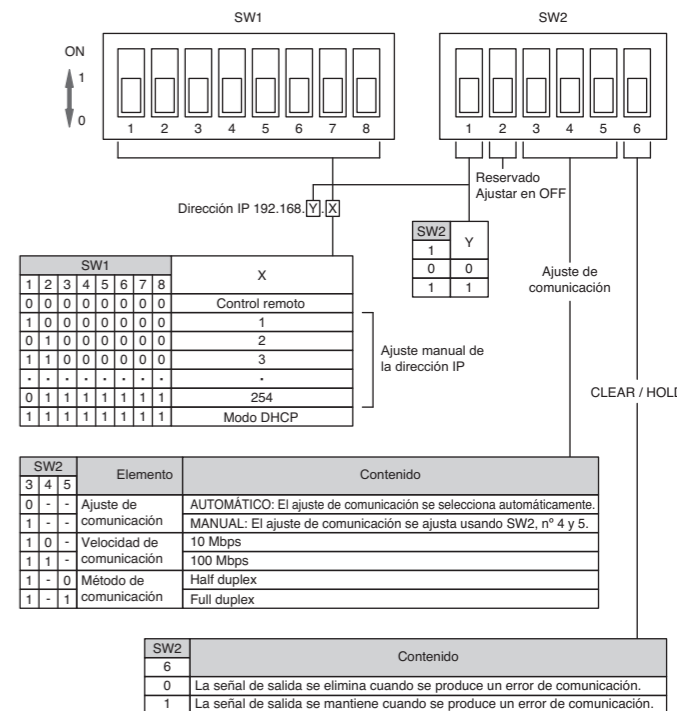 SW1
SW2
ON
1
0
1 2 3 4 5 6 7 8
1 2 3 4 5 6
Reservado
Ajustar en OFF
Dirección IP 192.168.Y.X
SW2 Y
1
0 0
1 1
Ajuste de
comunicación
SW1 X
1 2 3 4 5 6 7 8
0 0 0 0 0 0 0 0 Control remoto
1 0 0 0 0 0 0 0 1
0 1 0 0 0 0 0 0 2
1 1 0 0 0 0 0 0 3
· · · · · · · · ·
0 1 1 1 1 1 1 1 254
1 1 1 1 1 1 1 1 Modo DHCP
Ajuste manual de
la dirección IP
CLEAR / HOLD
SW2 Elemento Contenido
3 4 5
0 - - Ajuste de AUTOMÁTICO: El ajuste de comunicación se selecciona automáticamente.
1 - - comunicación MANUAL: El ajuste de comunicación se ajusta usando SW2, nº 4 y 5.
1 0 - Velocidad de 10 Mbps
1 1 - comunicación 100 Mbps
1 - 0 Método de Half duplex
1 - 1 comunicación Full duplex
SW2 Contenido
6
0 La señal de salida se elimina cuando se produce un error de comunicación.
1 La señal de salida se mantiene cuando se produce un error de comunicación.